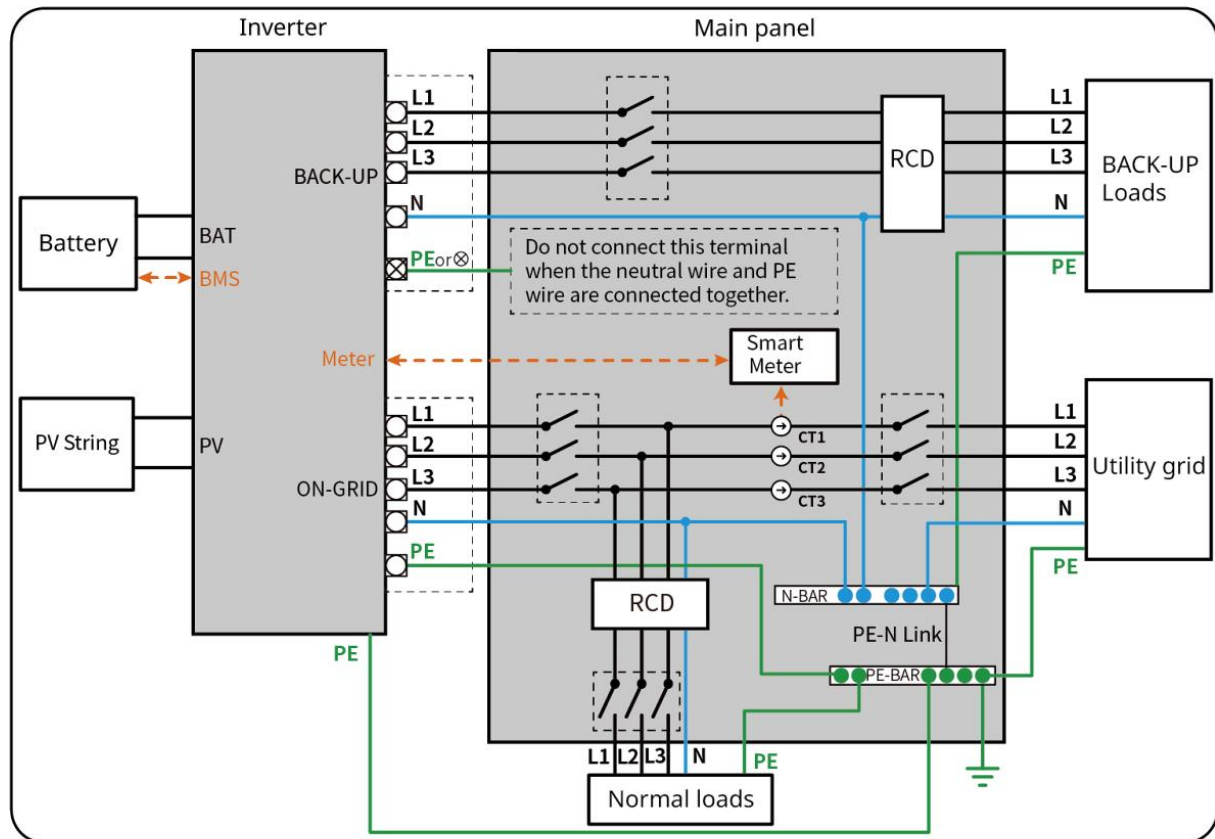 Inverter
Main panel
L1
L2
L3
BACK-UP
N
PE or ⊗
RCD
L1
L2
L3
N
PE
BACK-UP
Loads
Battery
BAT
BMS
Do not connect this terminal
when the neutral wire and PE
wire are connected together.
Meter
Smart
Meter
PV String
PV
L1
L2
L3
ON-GRID
N
PE
CT1
CT2
CT3
L1
L2
L3
N
PE
Utility grid
N-BAR
RCD
PE-N Link
PE
PE-BAR
L1
L2
L3
N
PE
Normal loads